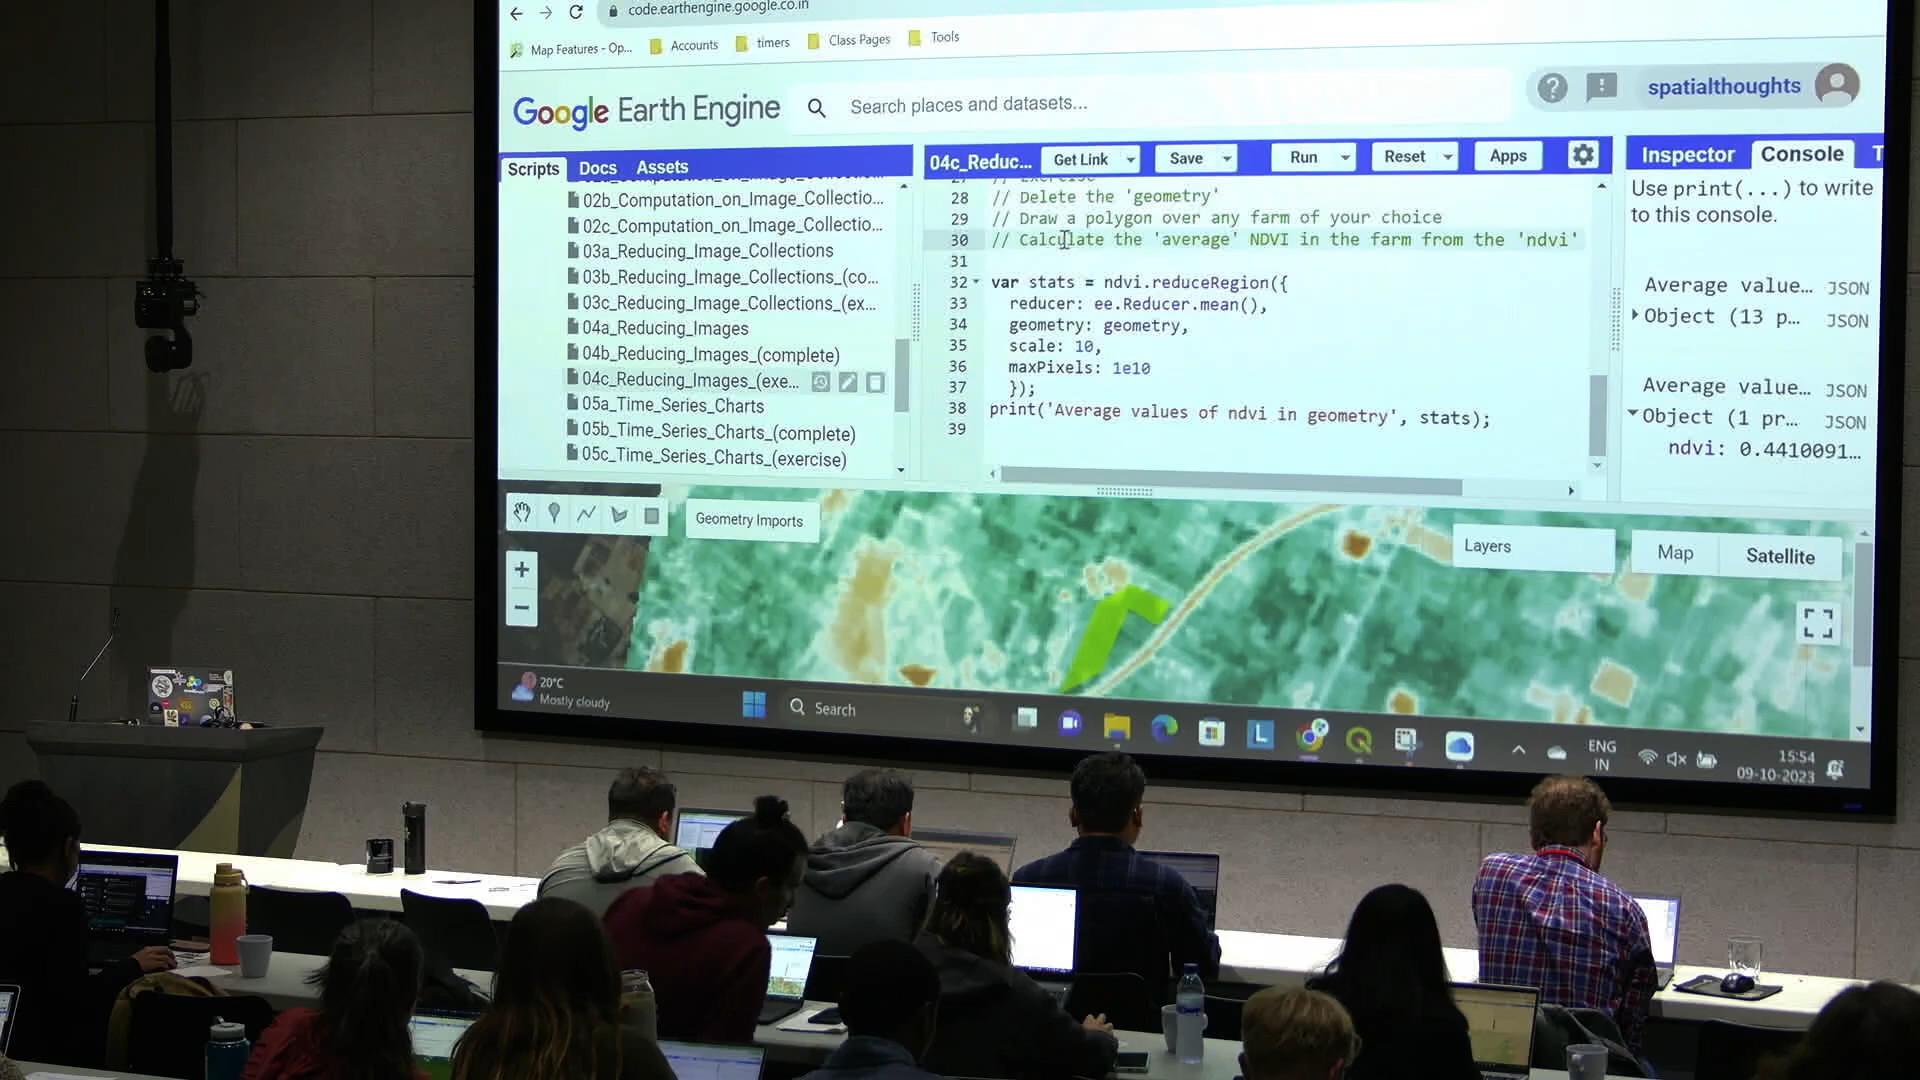 code.earthengine.google.co.in
Map Features - Op...
Accounts
timers
Class Pages
Tools
Google Earth Engine
Search places and datasets...
spatialthoughts
Scripts
Docs
Assets
04c_Reduc...
Get Link
Save
Run
Reset
Apps
Inspector
Console
02b_Computation_on_Image_Collectio...
02c_Computation_on_Image_Collectio...
03a_Reducing_Image_Collections
03b_Reducing_Image_Collections_(co...
03c_Reducing_Image_Collections_(ex...
04a_Reducing_Images
04b_Reducing_Images_(complete)
04c_Reducing_Images_(exe...
05a_Time_Series_Charts
05b_Time_Series_Charts_(complete)
05c_Time_Series_Charts_(exercise)
28 // Delete the 'geometry'
29 // Draw a polygon over any farm of your choice
30 // Calculate the 'average' NDVI in the farm from the 'ndvi'
31
32 var stats = ndvi.reduceRegion({
33 reducer: ee.Reducer.mean(),
34 geometry: geometry,
35 scale: 10,
36 maxPixels: 1e10
37 });
38 print('Average values of ndvi in geometry', stats);
39
Use print(...) to write
to this console.
Average value... JSON
Object (13 p... JSON
Average value... JSON
Object (1 pr... JSON
ndvi: 0.4410091...
Geometry Imports
Layers
Map
Satellite
+
−
20°C
Mostly cloudy
Search
ENG
IN
15:54
09-10-2023